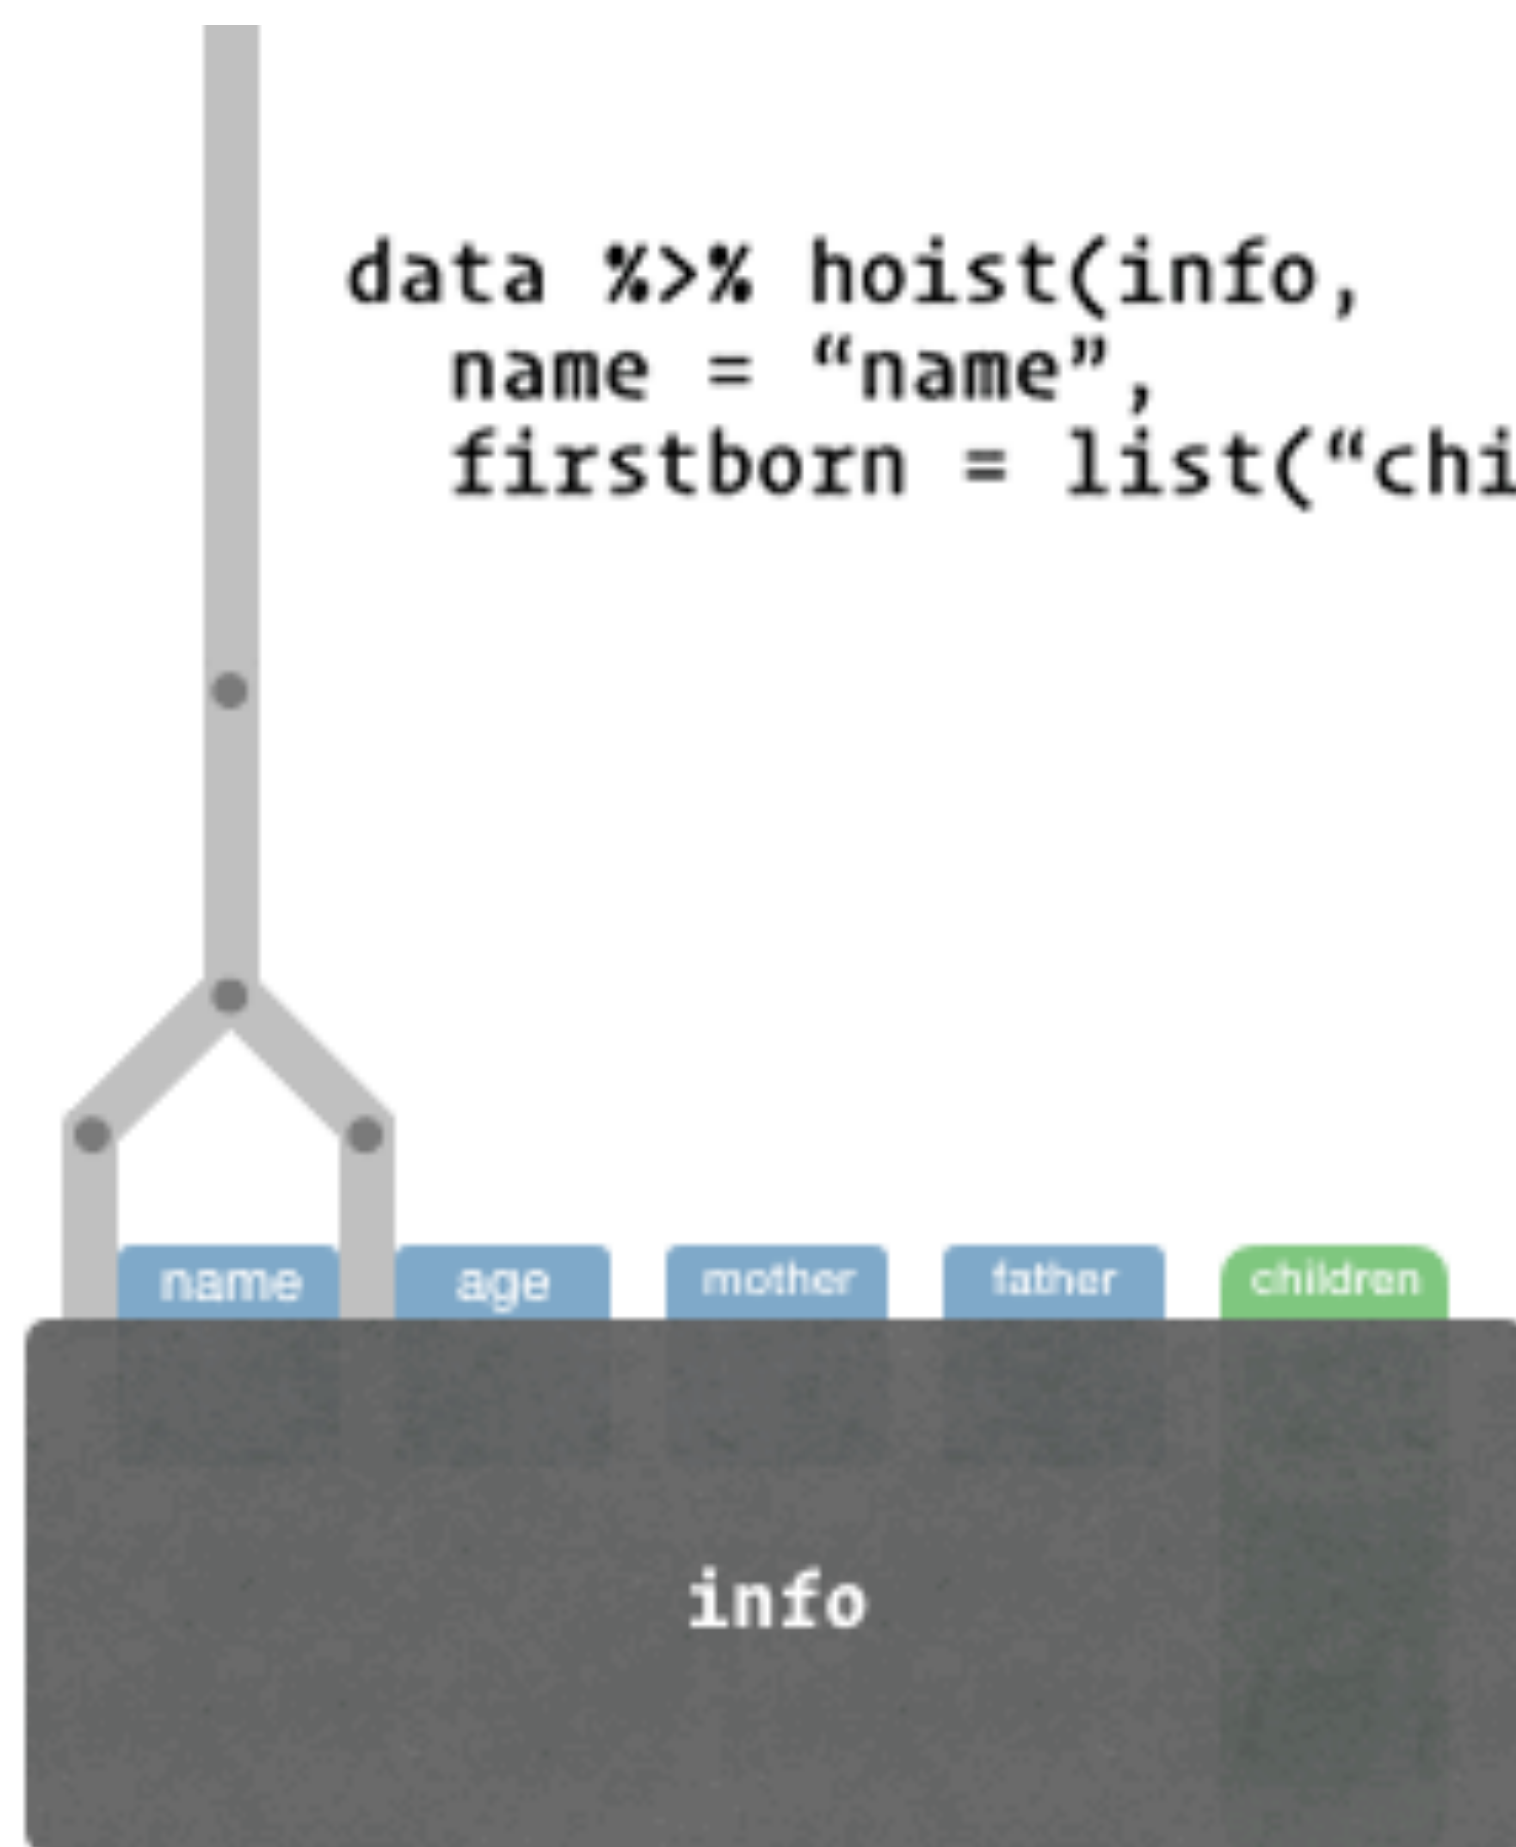 data %>% hoist(info,
name = “name”,
firstborn = list(“chi
name age mother father children
info